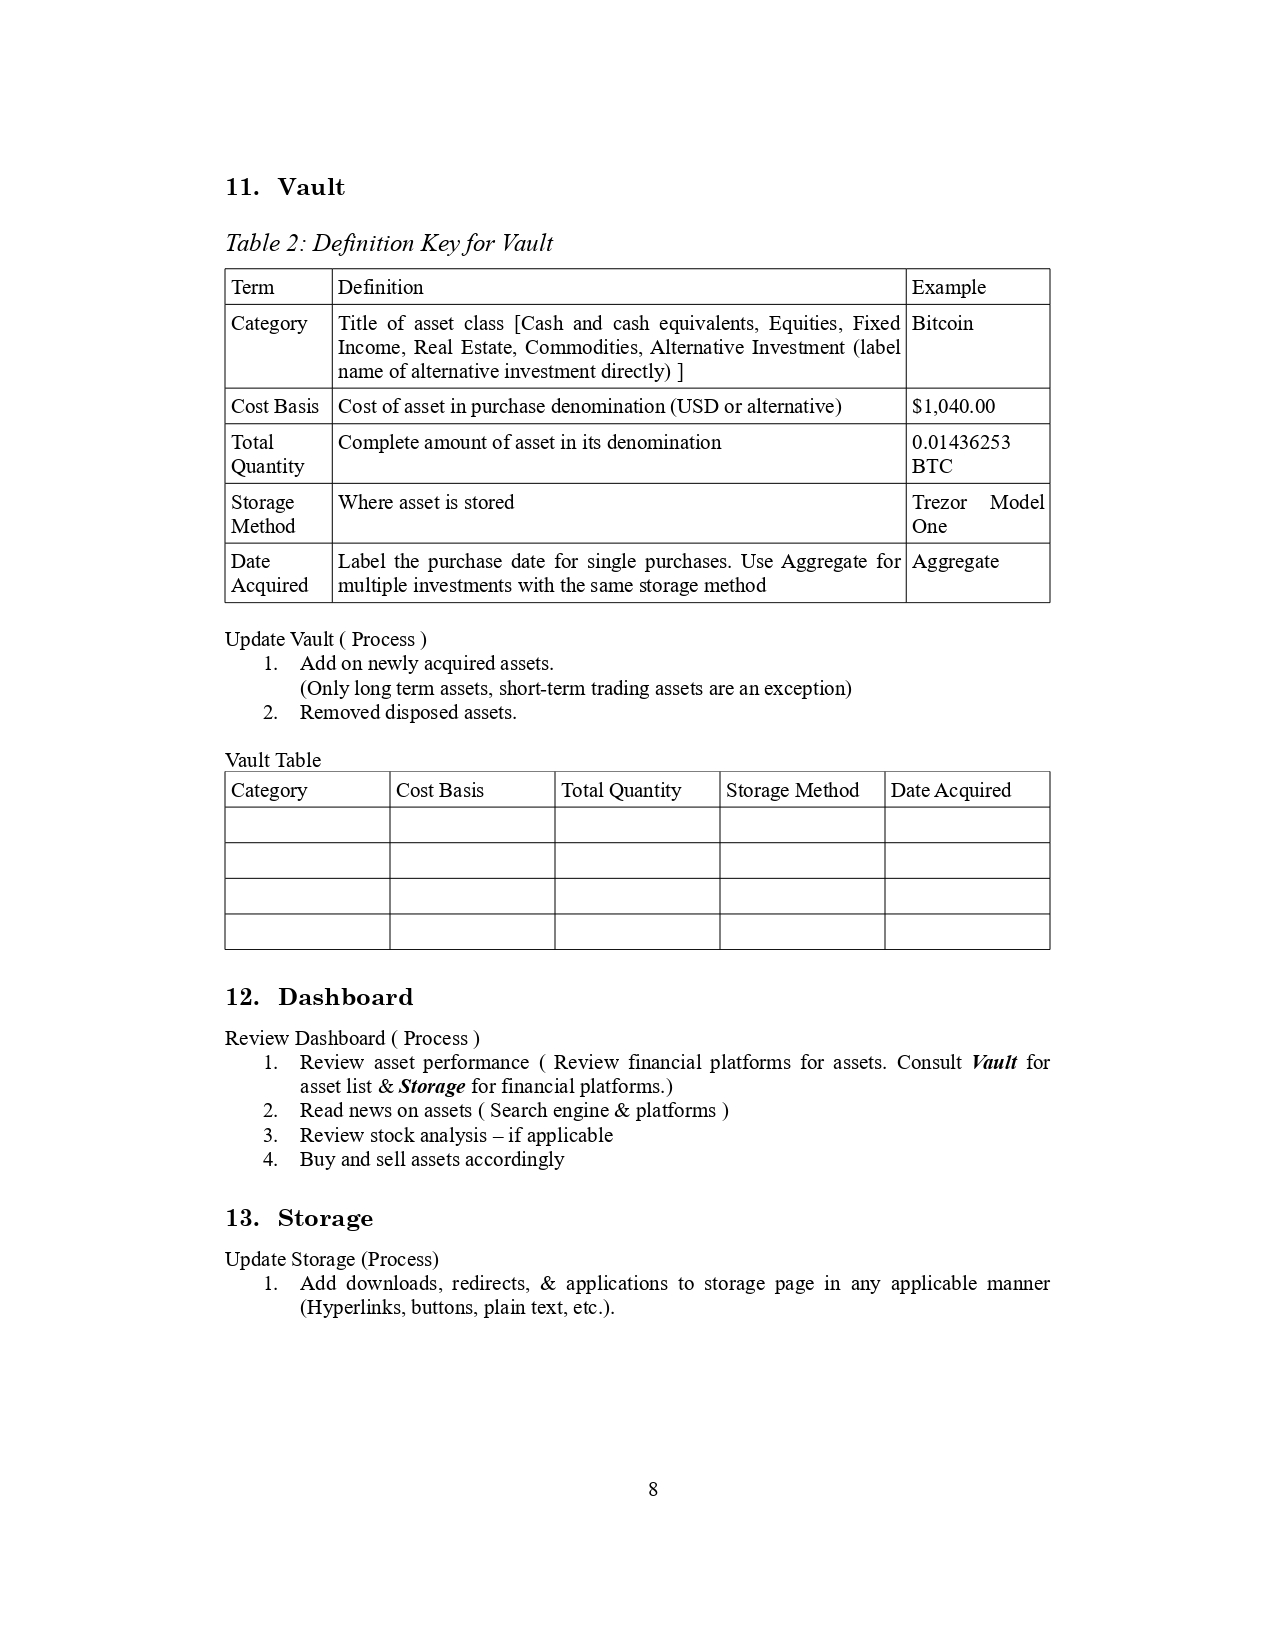 11. Vault
Table 2: Definition Key for Vault
Term Definition Example
Category Title of asset class [Cash and cash equivalents, Equities, Fixed Bitcoin
Income, Real Estate, Commodities, Alternative Investment (label
name of alternative investment directly) ]
Cost Basis Cost of asset in purchase denomination (USD or alternative) $1,040.00
Total Complete amount of asset in its denomination 0.01436253
Quantity BTC
Storage Where asset is stored Trezor Model
Method One
Date Label the purchase date for single purchases. Use Aggregate for Aggregate
Acquired multiple investments with the same storage method
Update Vault ( Process )
1. Add on newly acquired assets.
(Only long term assets, short-term trading assets are an exception)
2. Removed disposed assets.
Vault Table
Category Cost Basis Total Quantity Storage Method Date Acquired
12. Dashboard
Review Dashboard ( Process )
1. Review asset performance ( Review financial platforms for assets. Consult Vault for
asset list & Storage for financial platforms.)
2. Read news on assets ( Search engine & platforms )
3. Review stock analysis – if applicable
4. Buy and sell assets accordingly
13. Storage
Update Storage (Process)
1. Add downloads, redirects, & applications to storage page in any applicable manner
(Hyperlinks, buttons, plain text, etc.).
8